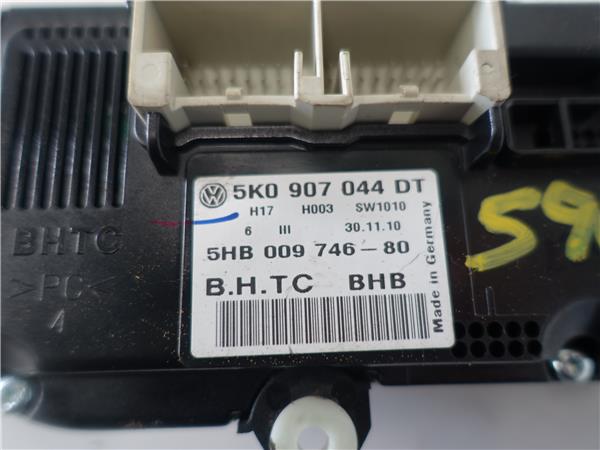 5K0 907 044 DT
H17 H003 SW1010
6 III 30.11.10
5HB 009 746-80
B.H.TC BHB
Made in Germany
BHTC
>PC<
4